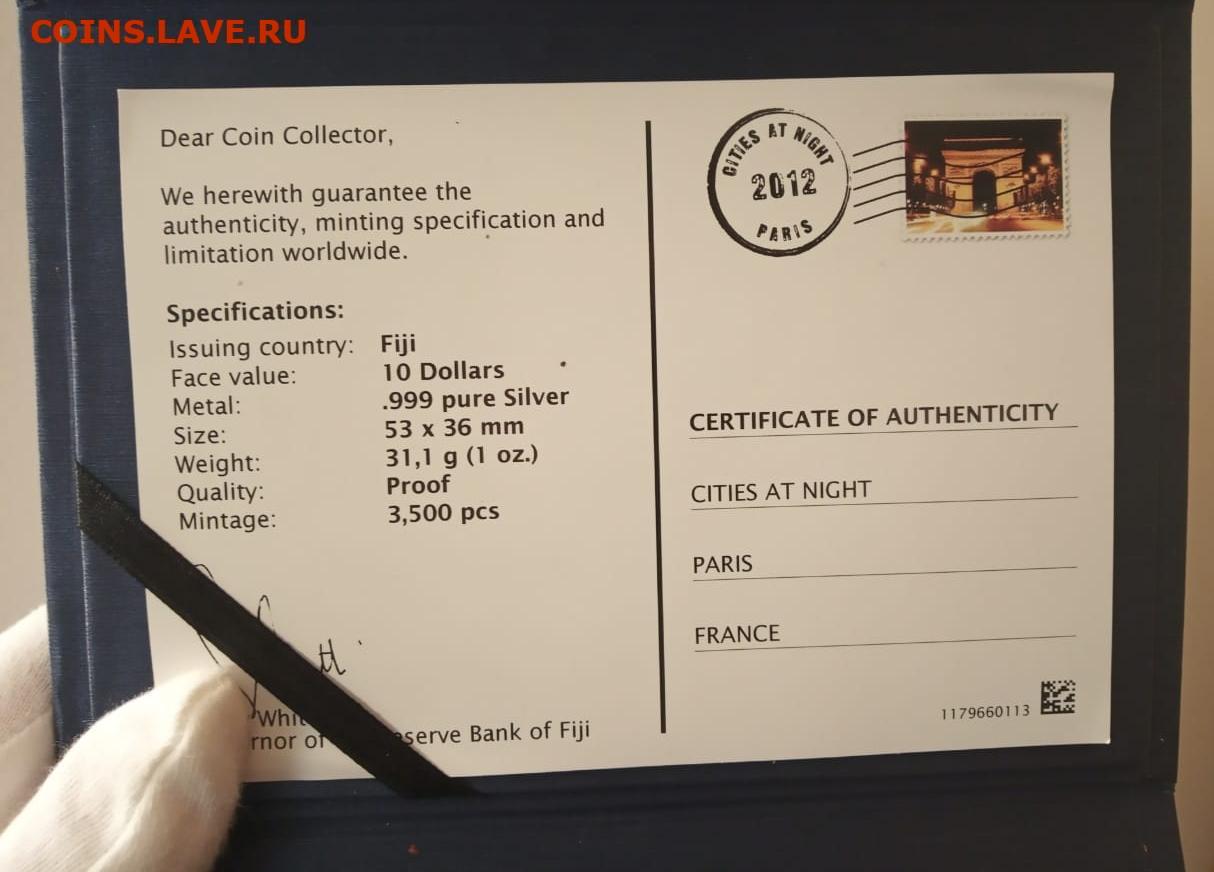 COINS.LAVE.RU
Dear Coin Collector,
We herewith guarantee the
authenticity, minting specification and
limitation worldwide.
Specifications:
Issuing country: Fiji
Face value: 10 Dollars
Metal: .999 pure Silver
Size: 53 x 36 mm
Weight: 31,1 g (1 oz.)
Quality: Proof
Mintage: 3,500 pcs
of
Bank of Fiji
CITIES AT NIGHT
2012
PARIS
CERTIFICATE OF AUTHENTICITY
CITIES AT NIGHT
PARIS
FRANCE
1179660113